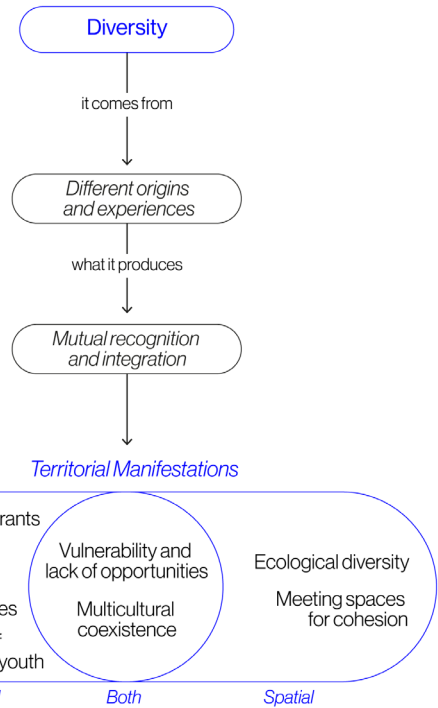 Diversity
it comes from
Different origins
and experiences
what it produces
Mutual recognition
and integration
Territorial Manifestations
Vulnerability and
lack of opportunities
Multicultural
coexistence
youth
Ecological diversity
Meeting spaces
for cohesion
Both
Spatial